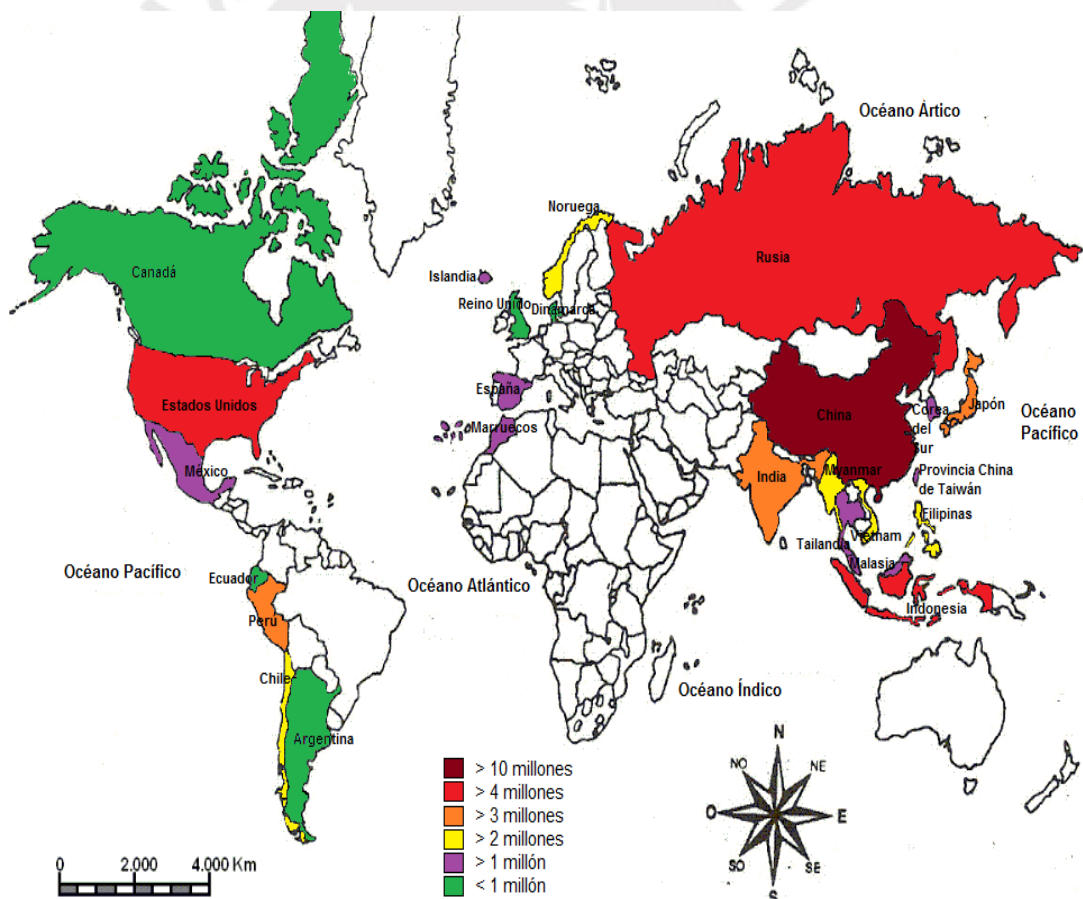 Océano Ártico
Noruega
Canadá
Islandia
Rusia
Reino Unido
Dinamarca
España
Estados Unidos
China
Corea
del
Sur
Japón
Océano
Pacífico
Marruecos
México
India
Myanmar
Provincia China
de Taiwán
Filipinas
Vietnam
Tailandia
Malasia
Océano Pacífico
Ecuador
Océano Atlántico
Indonesia
Perú
Chile
Océano Índico
Argentina
> 10 millones
> 4 millones
> 3 millones
> 2 millones
> 1 millón
< 1 millón
N
NO
NE
O
E
SO
SE
S
0 2.000 4.000 Km